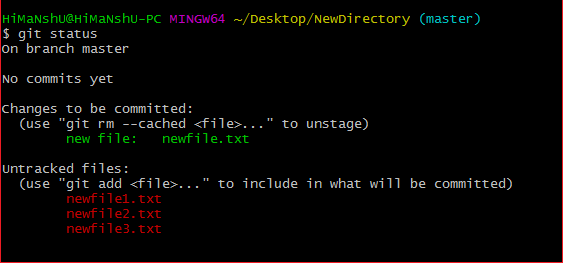 HiMaNshU@HiMaNshU-PC MINGW64 ~/Desktop/NewDirectory (master)
$ git status
On branch master
No commits yet
Changes to be committed:
  (use "git rm --cached <file>..." to unstage)
        new file:   newfile.txt
Untracked files:
  (use "git add <file>..." to include in what will be committed)
        newfile1.txt
        newfile2.txt
        newfile3.txt